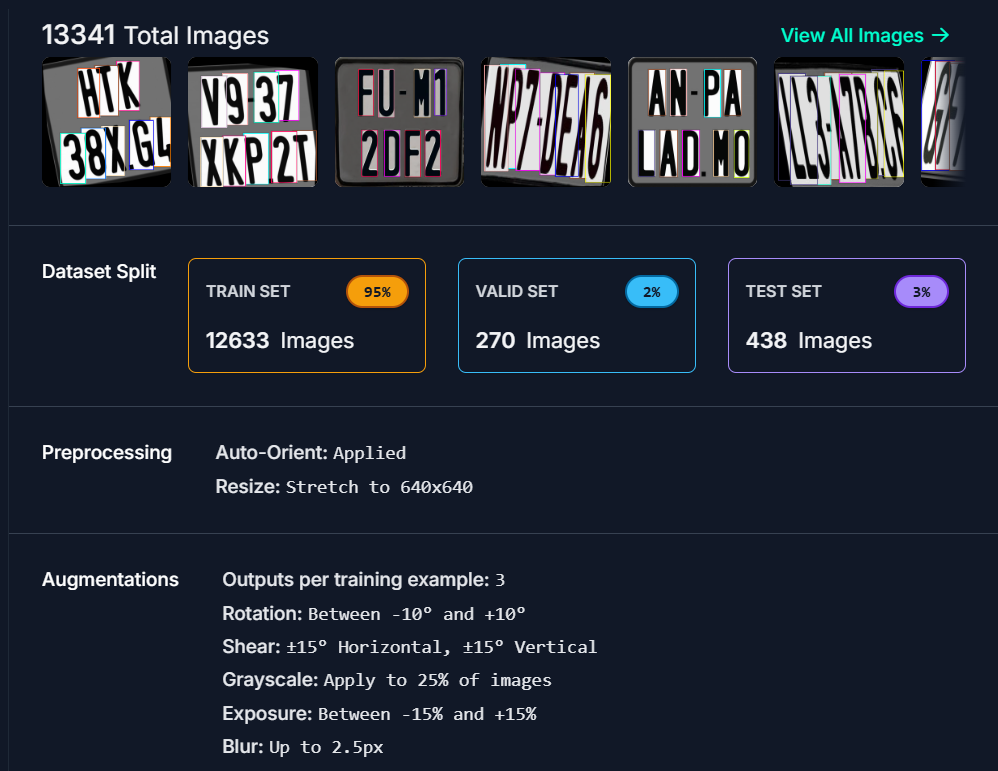 13341 Total Images
View All Images →
HTK
38X.GL
V9-37
XKP.2T
FU-M1
2DF2
WP7-DEA6
AN-PA
LAD.MO
Dataset Split
TRAIN SET 95%
12633 Images
VALID SET 2%
270 Images
TEST SET 3%
438 Images
Preprocessing
Auto-Orient: Applied
Resize: Stretch to 640x640
Augmentations
Outputs per training example: 3
Rotation: Between -10° and +10°
Shear: ±15° Horizontal, ±15° Vertical
Grayscale: Apply to 25% of images
Exposure: Between -15% and +15%
Blur: Up to 2.5px